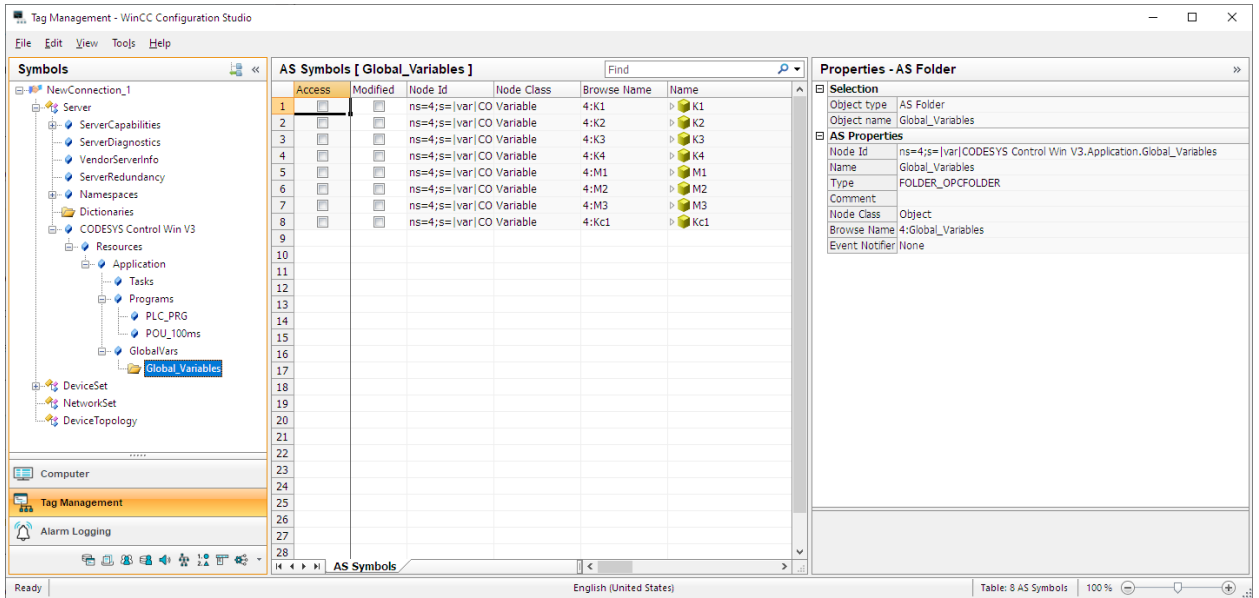 Tag Management - WinCC Configuration Studio
File Edit View Tools Help
Symbols
NewConnection_1
Server
ServerCapabilities
ServerDiagnostics
VendorServerInfo
ServerRedundancy
Namespaces
Dictionaries
CODESYS Control Win V3
Resources
Application
Tasks
Programs
PLC_PRG
POU_100ms
GlobalVars
Global_Variables
DeviceSet
NetworkSet
DeviceTopology
Computer
Tag Management
Alarm Logging
AS Symbols [ Global_Variables ] Find
Access Modified Node Id Node Class Browse Name Name
1 ns=4;s=|var|CO Variable 4:K1 K1
2 ns=4;s=|var|CO Variable 4:K2 K2
3 ns=4;s=|var|CO Variable 4:K3 K3
4 ns=4;s=|var|CO Variable 4:K4 K4
5 ns=4;s=|var|CO Variable 4:M1 M1
6 ns=4;s=|var|CO Variable 4:M2 M2
7 ns=4;s=|var|CO Variable 4:M3 M3
8 ns=4;s=|var|CO Variable 4:Kc1 Kc1
9
10
11
12
13
14
15
16
17
18
19
20
21
22
23
24
25
26
27
28
AS Symbols
Properties - AS Folder
Selection
Object type AS Folder
Object name Global_Variables
AS Properties
Node Id ns=4;s=|var|CODESYS Control Win V3.Application.Global_Variables
Name Global_Variables
Type FOLDER_OPCFOLDER
Comment
Node Class Object
Browse Name 4:Global_Variables
Event Notifier None
Ready English (United States) Table: 8 AS Symbols 100 %